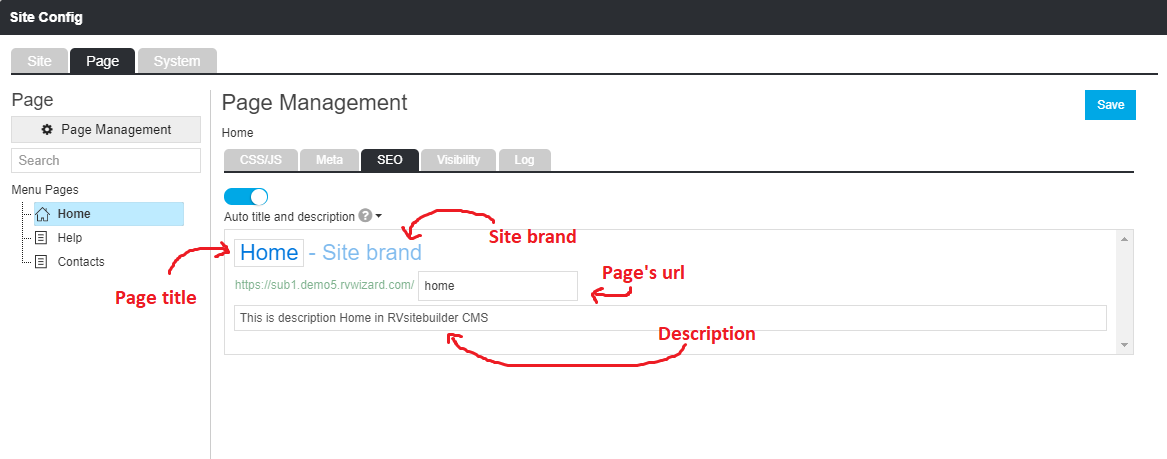 Site Config
Site Page System
Page
Page Management
Search
Menu Pages
Home
Help
Contacts
Page Management
Save
Home
CSS/JS Meta SEO Visibility Log
Auto title and description ?
Site brand
Home - Site brand
Page title
Page's url
https://sub1.demo5.rvwizard.com/ home
This is description Home in RVsitebuilder CMS
Description